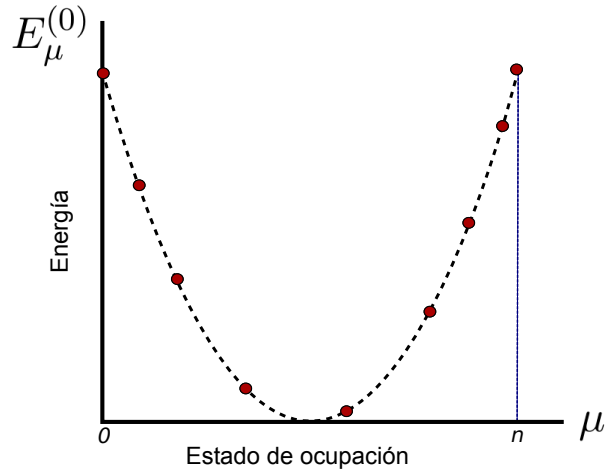 E_μ^(0)
Energía
0
n
μ
Estado de ocupación